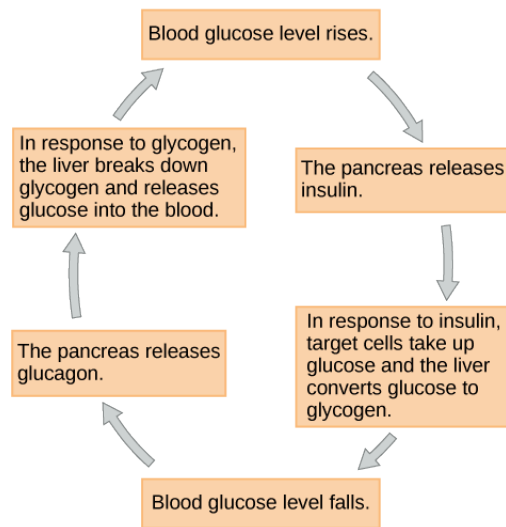 Blood glucose level rises.
The pancreas releases
insulin.
In response to insulin,
target cells take up
glucose and the liver
converts glucose to
glycogen.
Blood glucose level falls.
The pancreas releases
glucagon.
In response to glycogen,
the liver breaks down
glycogen and releases
glucose into the blood.